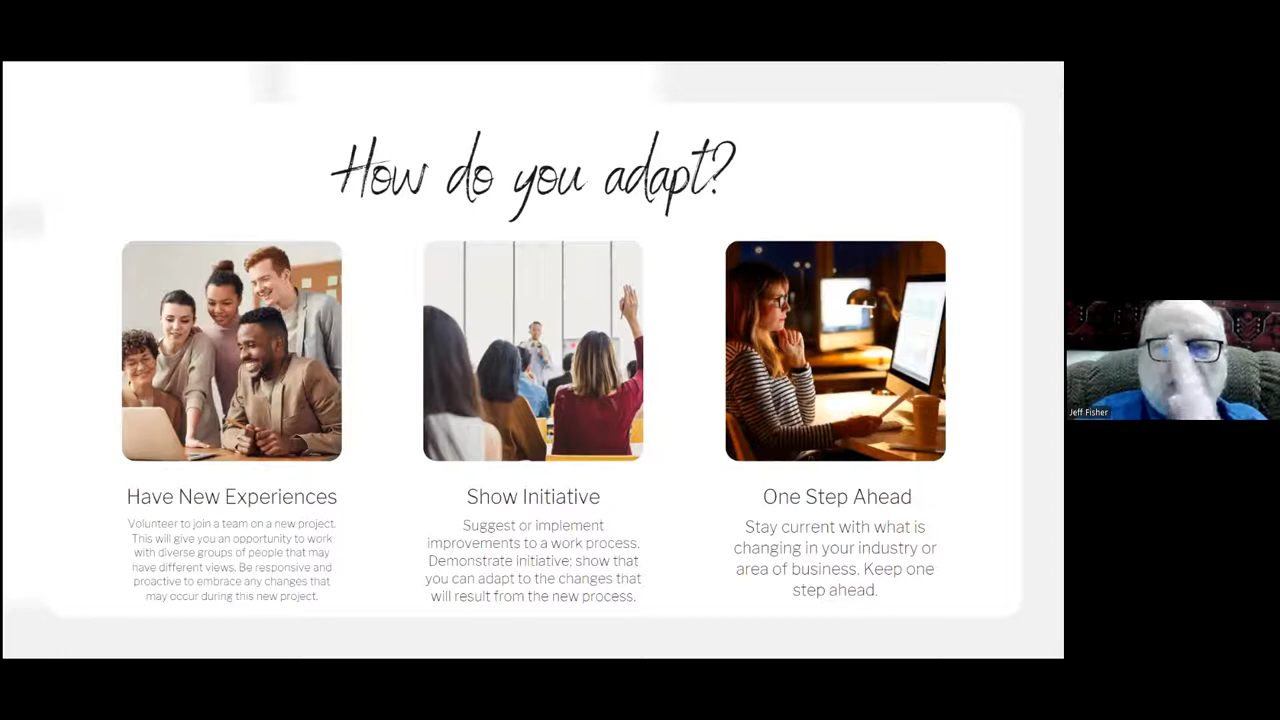 How do you adapt?
Have New Experiences
Volunteer to join a team on a new project.
This will give you an opportunity to work
with diverse groups of people that may
have different views. Be responsive and
proactive to embrace any changes that
may occur during this new project.
Show Initiative
Suggest or implement
improvements to a work process.
Demonstrate initiative; show that
you can adapt to the changes that
will result from the new process.
One Step Ahead
Stay current with what is
changing in your industry or
area of business. Keep one
step ahead.
Jeff Fisher